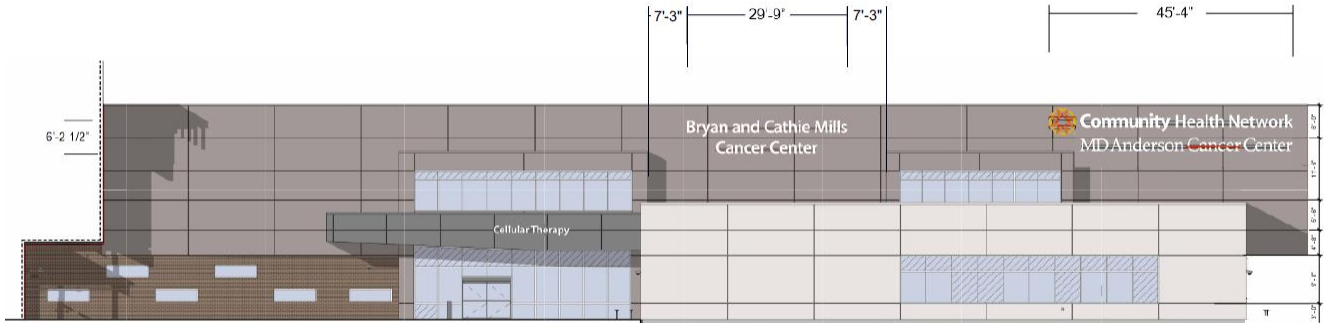 7'-3" 29'-9" 7'-3" 45'-4"
6'-2 1/2"
Bryan and Cathie Mills
Cancer Center
Community Health Network
MD Anderson Cancer Center
Cellular Therapy